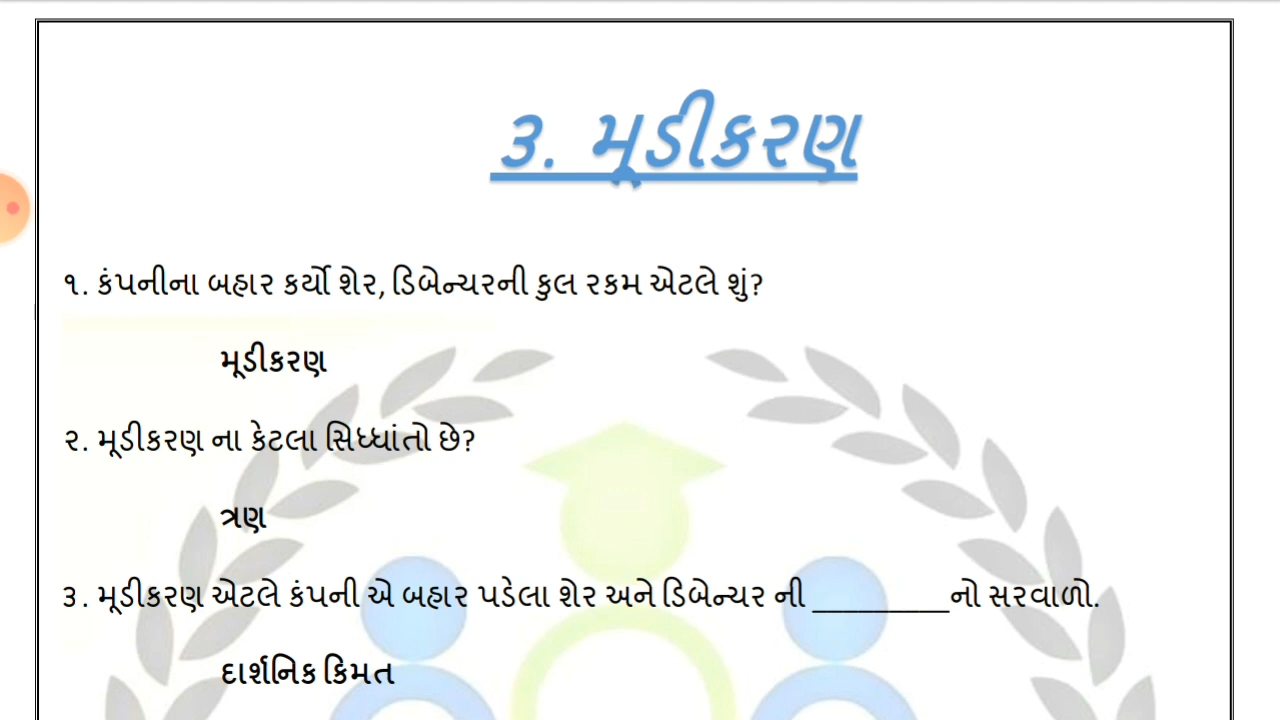 ૩. મૂડીકરણ
૧. કંપનીના બહાર કર્યો શેર, ડિબેન્ચરની કુલ રકમ એટલે શું?
મૂડીકરણ
૨. મૂડીકરણ ના કેટલા સિધ્ધાંતો છે?
ત્રણ
૩. મૂડીકરણ એટલે કંપની એ બહાર પડેલા શેર અને ડિબેન્ચર ની _________નો સરવાળો.
દાર્શનિક કિમત